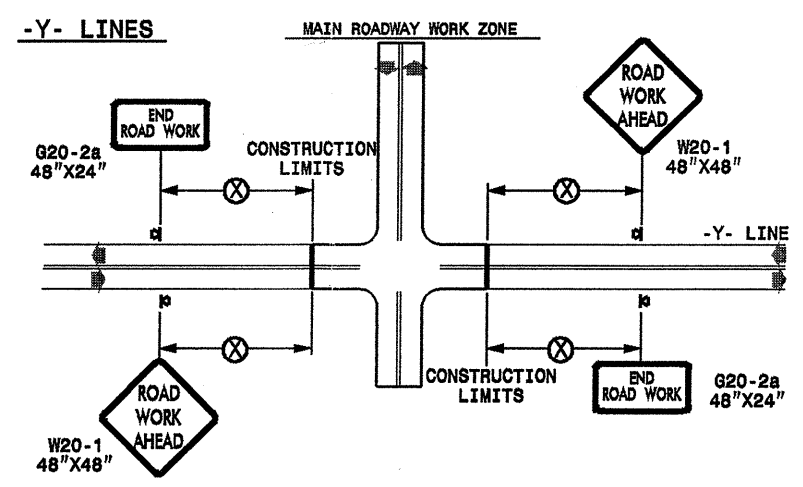 -Y- LINES
MAIN ROADWAY WORK ZONE
END
ROAD WORK
G20-2a
48"X24"
CONSTRUCTION
LIMITS
X
ROAD
WORK
AHEAD
W20-1
48"X48"
X
-Y- LINE
X
ROAD
WORK
AHEAD
W20-1
48"X48"
X
CONSTRUCTION
LIMITS
END
ROAD WORK
G20-2a
48"X24"